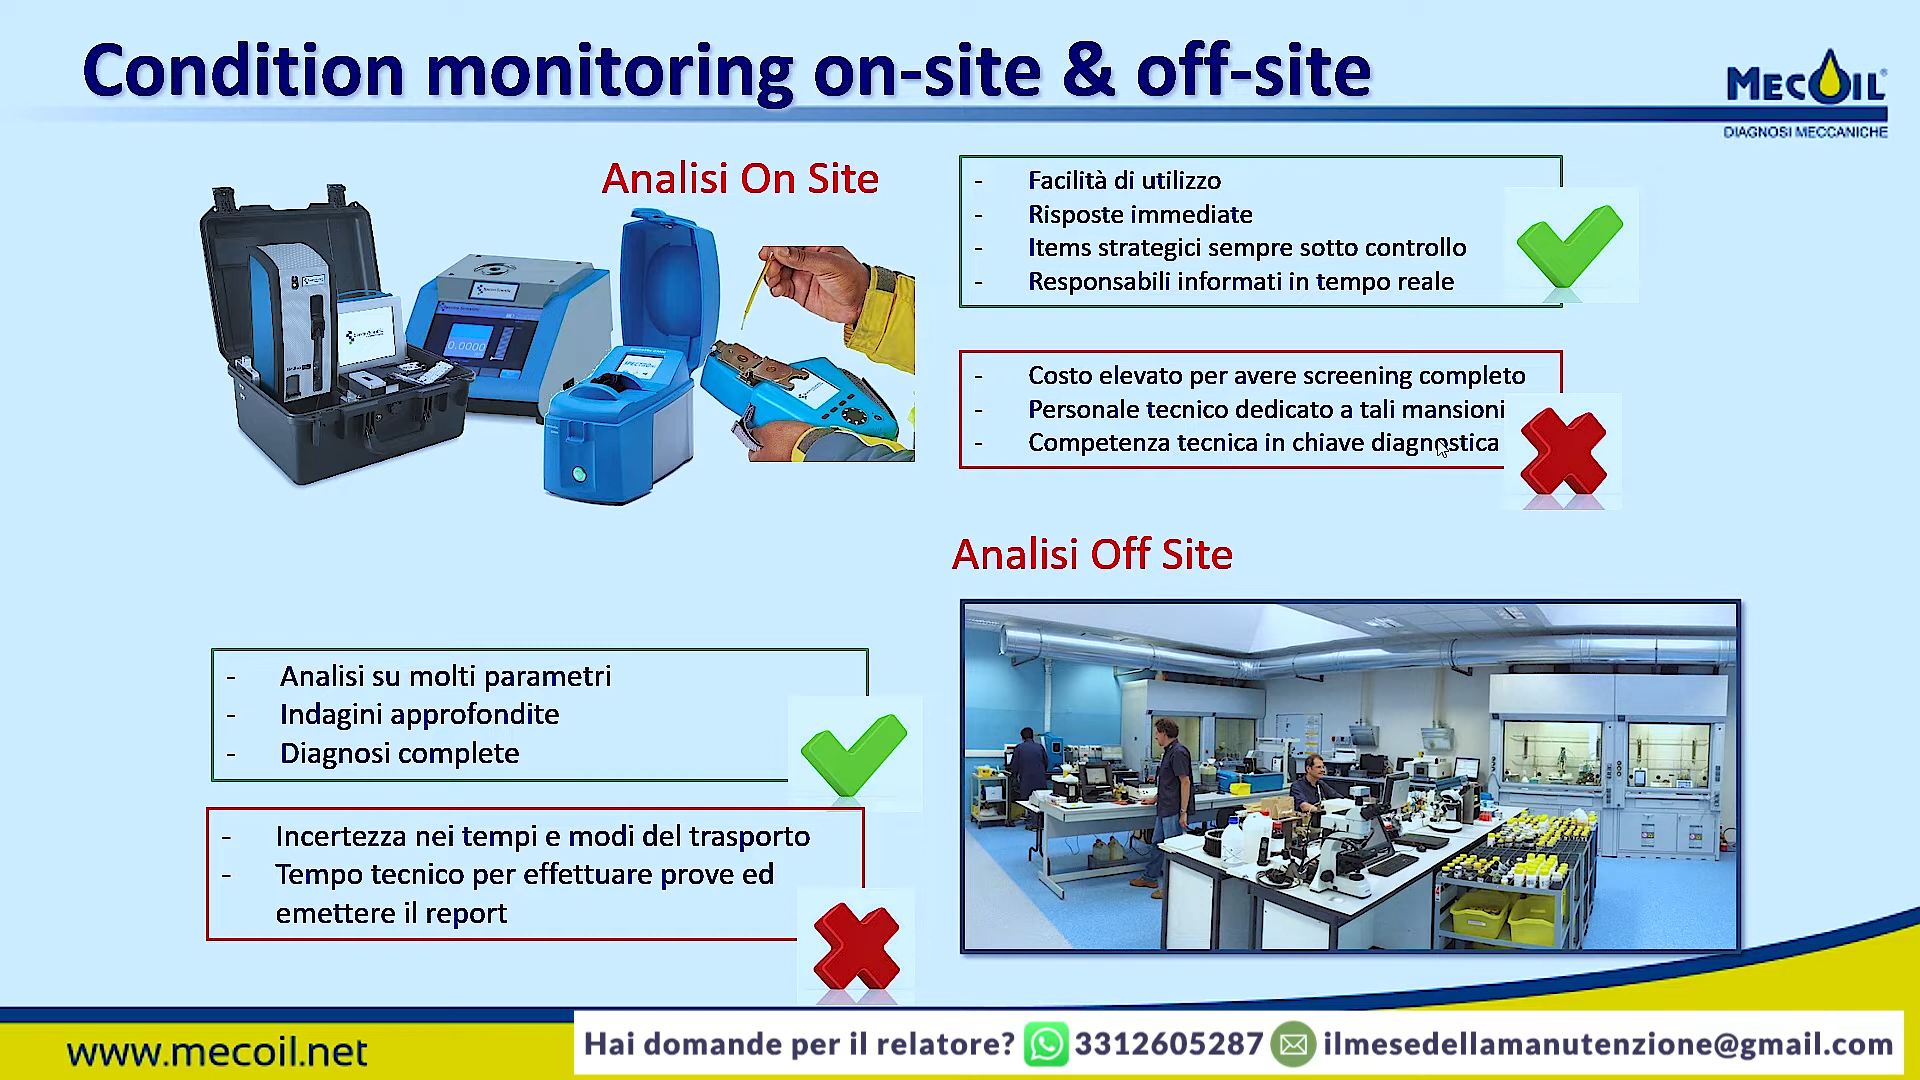 Condition monitoring on-site & off-site
MECOIL®
DIAGNOSI MECCANICHE
Analisi On Site
- Facilità di utilizzo
- Risposte immediate
- Items strategici sempre sotto controllo
- Responsabili informati in tempo reale
0.0000
- Costo elevato per avere screening completo
- Personale tecnico dedicato a tali mansioni
- Competenza tecnica in chiave diagnostica
Analisi Off Site
- Analisi su molti parametri
- Indagini approfondite
- Diagnosi complete
- Incertezza nei tempi e modi del trasporto
- Tempo tecnico per effettuare prove ed
emettere il report
www.mecoil.net
Hai domande per il relatore? 3312605287 ilmesedellamanutenzione@gmail.com